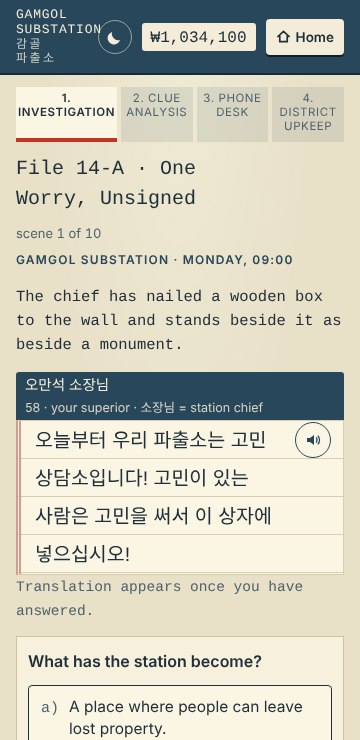 GAMGOL
SUBSTATION
감골
파출소
₩1,034,100
Home
1.
INVESTIGATION
2. CLUE
ANALYSIS
3. PHONE
DESK
4.
DISTRICT
UPKEEP
File 14-A · One
Worry, Unsigned
scene 1 of 10
GAMGOL SUBSTATION · MONDAY, 09:00
The chief has nailed a wooden box
to the wall and stands beside it as
beside a monument.
오만석 소장님
58 · your superior · 소장님 = station chief
오늘부터 우리 파출소는 고민
상담소입니다! 고민이 있는
사람은 고민을 써서 이 상자에
넣으십시오!
Translation appears once you have
answered.
What has the station become?
a) A place where people can leave
lost property.